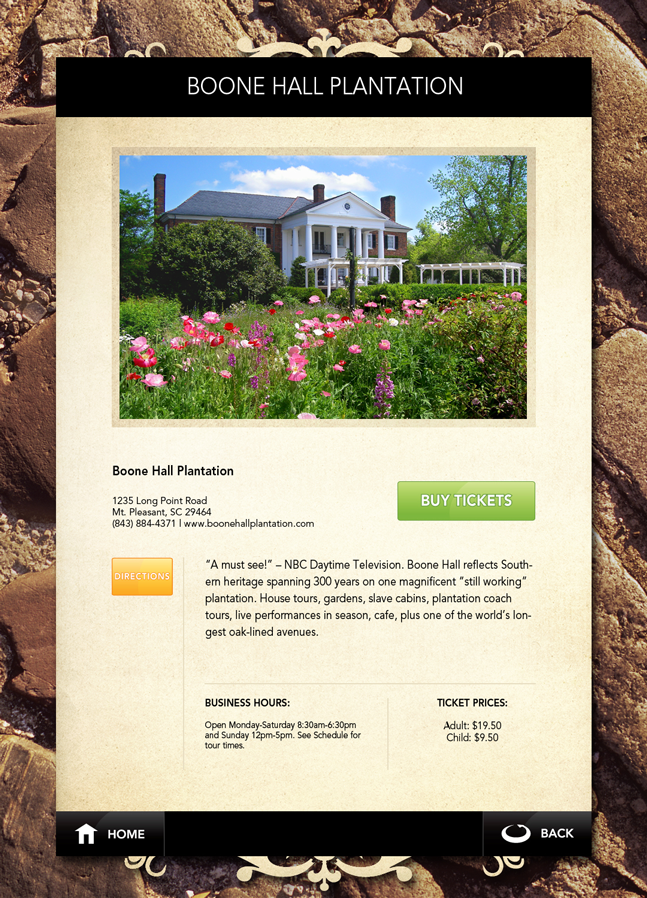 BOONE HALL PLANTATION
Boone Hall Plantation
1235 Long Point Road
Mt. Pleasant, SC 29464
(843) 884-4371 | www.boonehallplantation.com
BUY TICKETS
DIRECTIONS
“A must see!” – NBC Daytime Television. Boone Hall reflects South-
ern heritage spanning 300 years on one magnificent “still working”
plantation. House tours, gardens, slave cabins, plantation coach
tours, live performances in season, cafe, plus one of the world’s lon-
gest oak-lined avenues.
BUSINESS HOURS:
Open Monday-Saturday 8:30am-6:30pm
and Sunday 12pm-5pm. See Schedule for
tour times.
TICKET PRICES:
Adult: $19.50
Child: $9.50
HOME
BACK